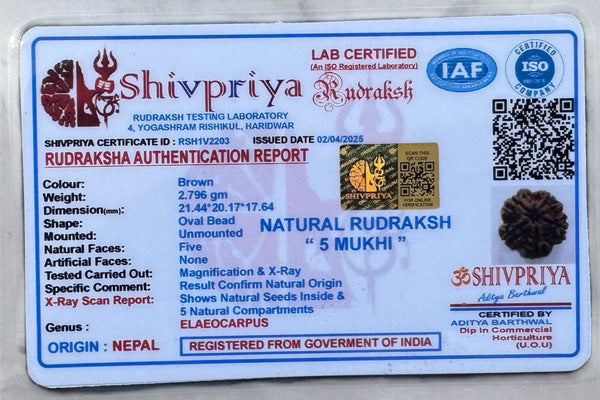 LAB CERTIFIED
(An ISO Registered Laboratory)
Shivpriya Rudraksh
IAF
CERTIFIED
ISO
COMPANY
RUDRAKSH TESTING LABORATORY
4, YOGASHRAM RISHIKUL, HARIDWAR
SHIVPRIYA CERTIFICATE ID : RSH1V2203 ISSUED DATE 02/04/2025
RUDRAKSHA AUTHENTICATION REPORT
SCAN THIS
QR CODE
SHIVPRIYA
FOR ONLINE
VERIFICATION
Colour: Brown
Weight: 2.796 gm
Dimension(mm): 21.44*20.17*17.64
Shape: Oval Bead
Mounted: Unmounted
Natural Faces: Five
Artificial Faces: None
Tested Carried Out: Magnification & X-Ray
Specific Comment: Result Confirm Natural Origin
X-Ray Scan Report: Shows Natural Seeds Inside &
5 Natural Compartments
Genus : ELAEOCARPUS
ORIGIN : NEPAL
REGISTERED FROM GOVERMENT OF INDIA
NATURAL RUDRAKSH
“ 5 MUKHI ”
ॐ SHIVPRIYA
Aditya Barthwal
CERTIFIED BY
ADITYA BARTHWAL
Dip in Commercial
Horticulture
(U.O.U)